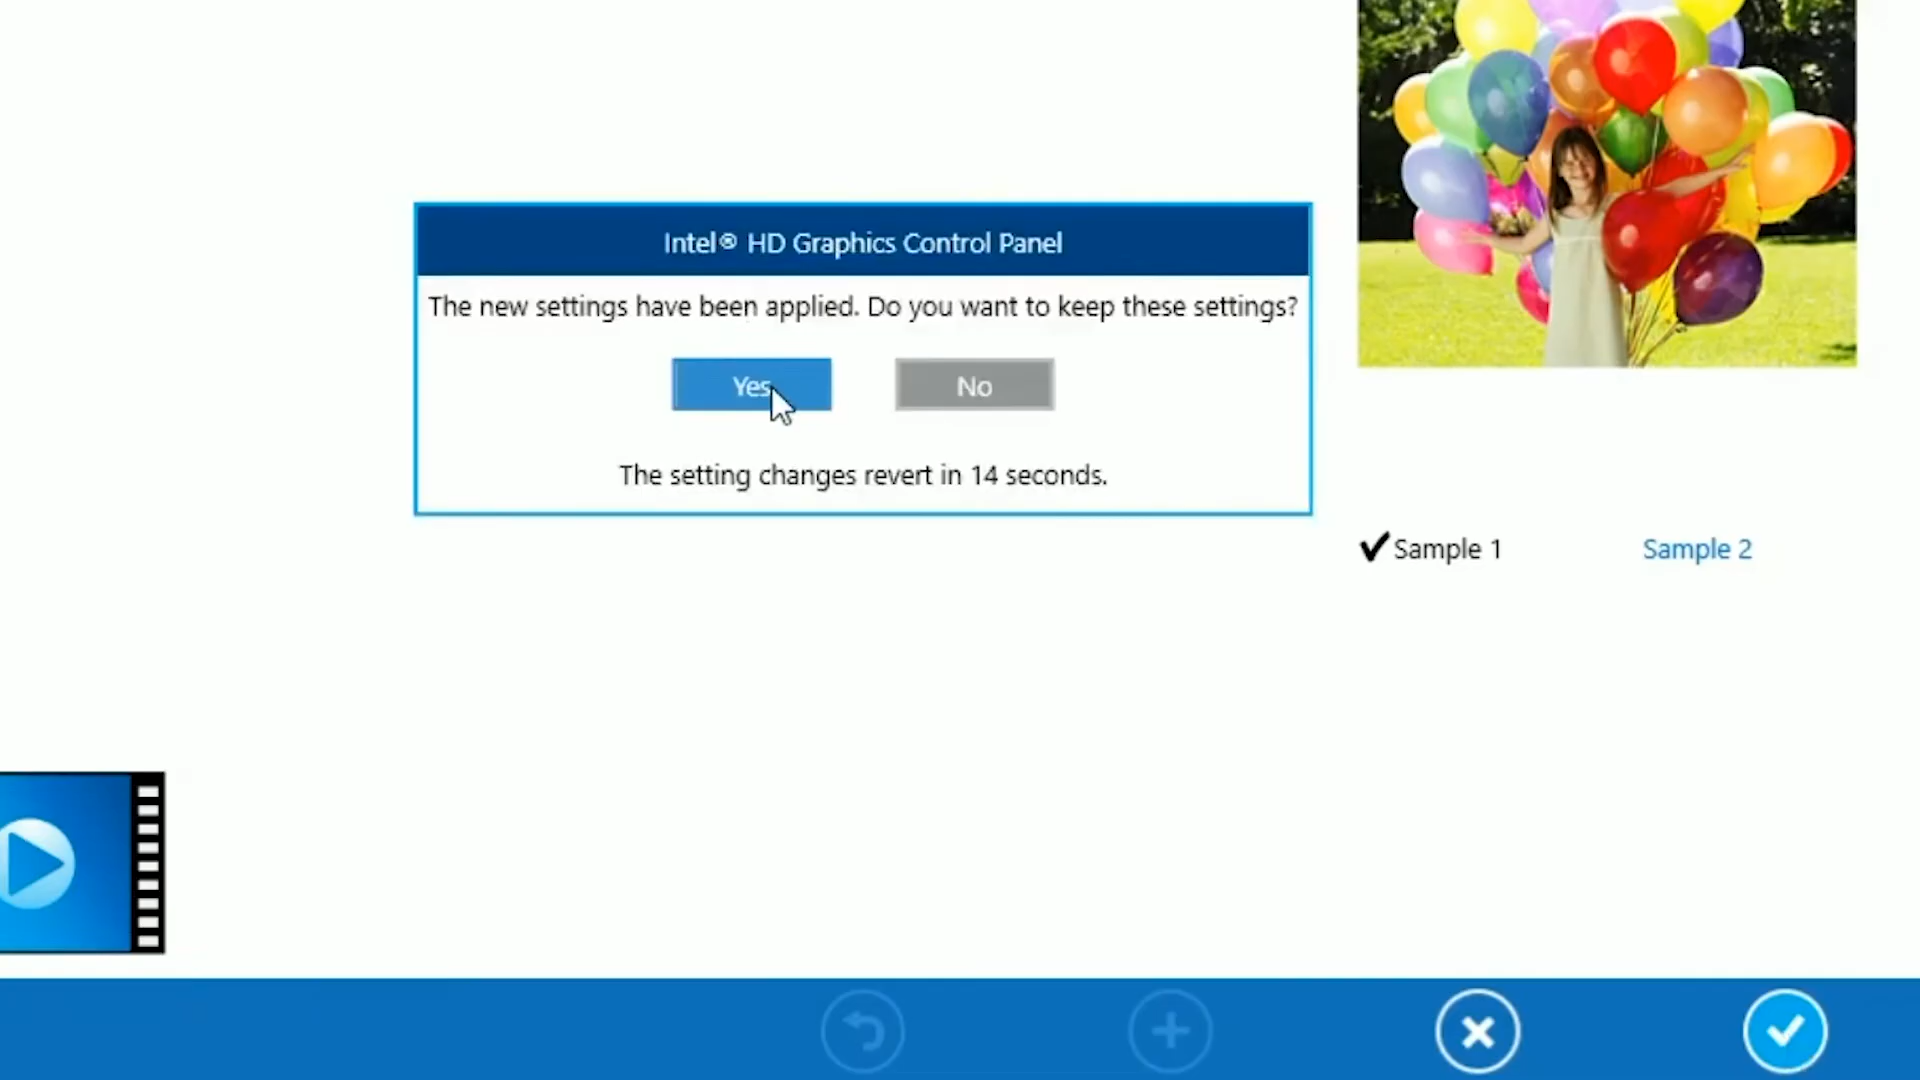 Intel® HD Graphics Control Panel
The new settings have been applied. Do you want to keep these settings?
Yes
No
The setting changes revert in 14 seconds.
Sample 1
Sample 2